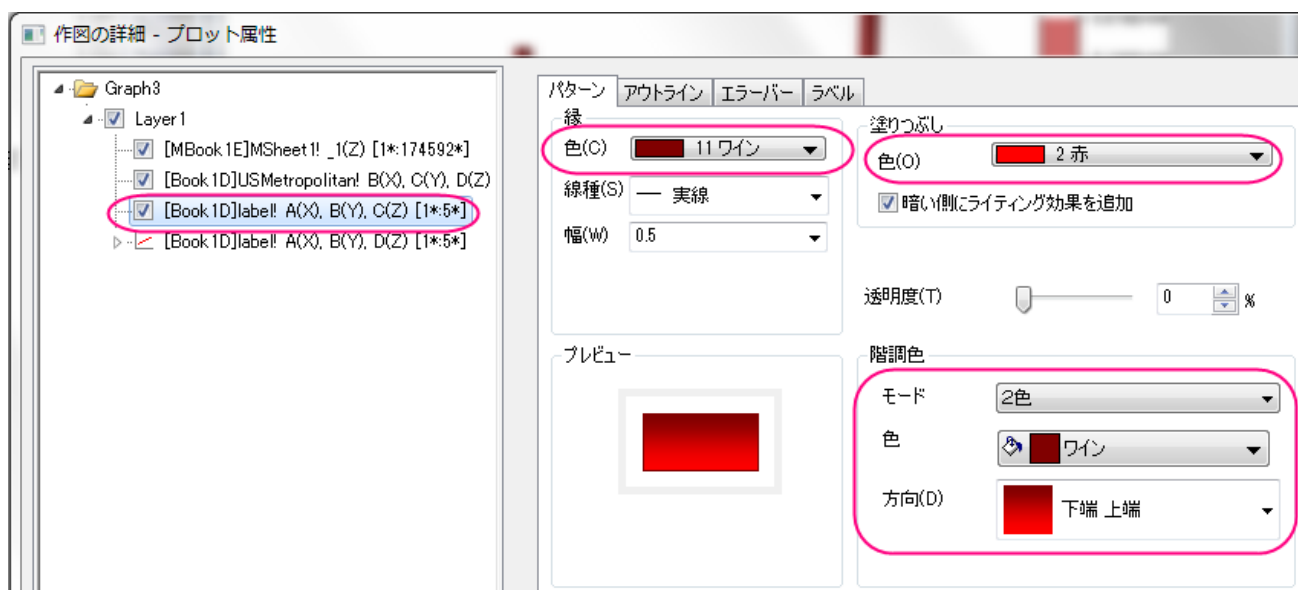 作図の詳細 - プロット属性
Graph3
Layer1
[MBook1E]MSheet1! _1(Z) [1*:174592*]
[Book1D]USMetropolitan! B(X), C(Y), D(Z)
[Book1D]label! A(X), B(Y), C(Z) [1*:5*]
[Book1D]label! A(X), B(Y), D(Z) [1*:5*]
パターン アウトライン エラーバー ラベル
縁
色(C) 11 ワイン
線種(S) 実線
幅(W) 0.5
塗りつぶし
色(O) 2 赤
暗い側にライティング効果を追加
透明度(T) 0 %
プレビュー
階調色
モード 2色
色 ワイン
方向(D) 下端 上端